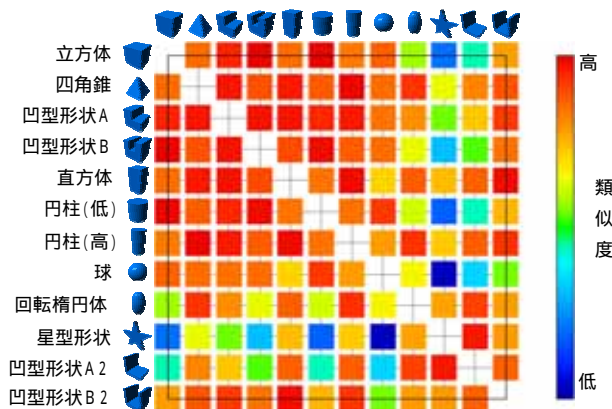 立方体
四角錐
凹型形状A
凹型形状B
直方体
円柱(低)
円柱(高)
球
回転楕円体
星型形状
凹型形状A2
凹型形状B2
高
類似度
低